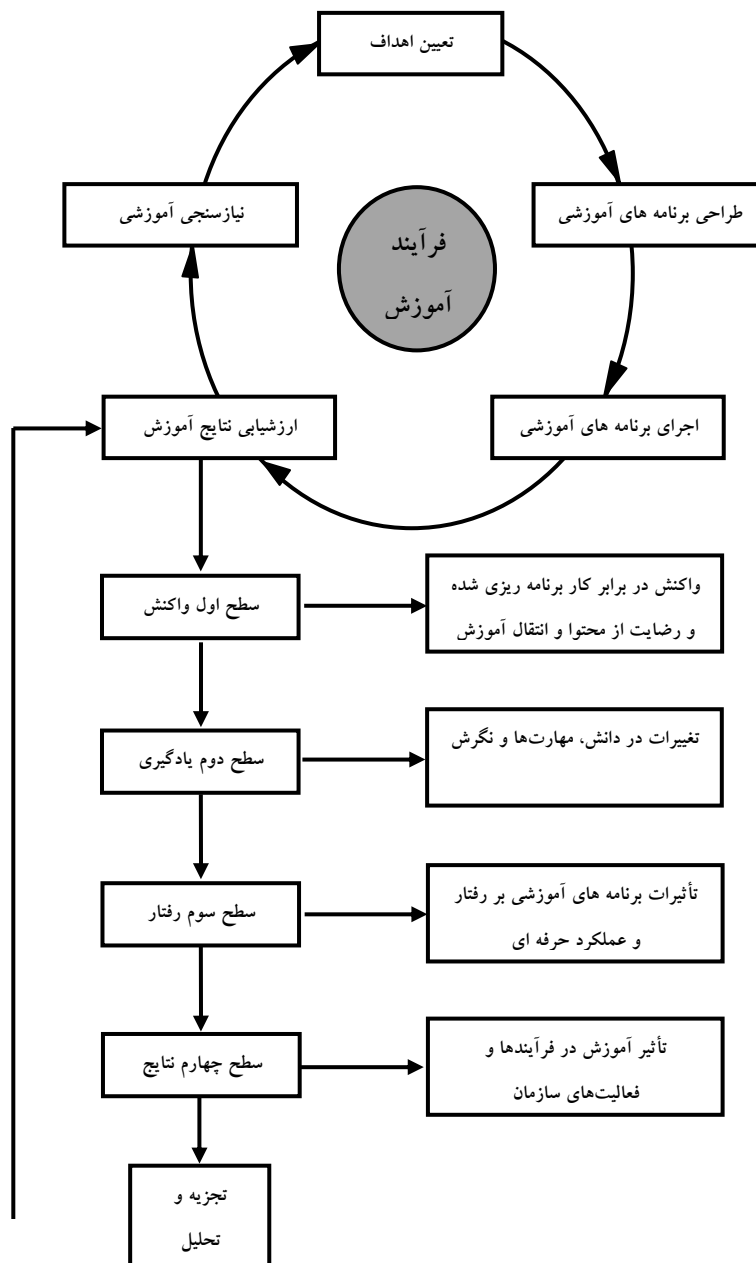 تعیین اهداف
نیازسنجی آموزشی
طراحی برنامه های آموزشی
فرآیند
آموزش
ارزشیابی نتایج آموزش
اجرای برنامه های آموزشی
سطح اول واکنش
واکنش در برابر کار برنامه ریزی شده
و رضایت از محتوا و انتقال آموزش
سطح دوم یادگیری
تغییرات در دانش، مهارت‌ها و نگرش
سطح سوم رفتار
تأثیرات برنامه های آموزشی بر رفتار
و عملکرد حرفه ای
سطح چهارم نتایج
تأثیر آموزش در فرآیندها و
فعالیت‌های سازمان
تجزیه و
تحلیل